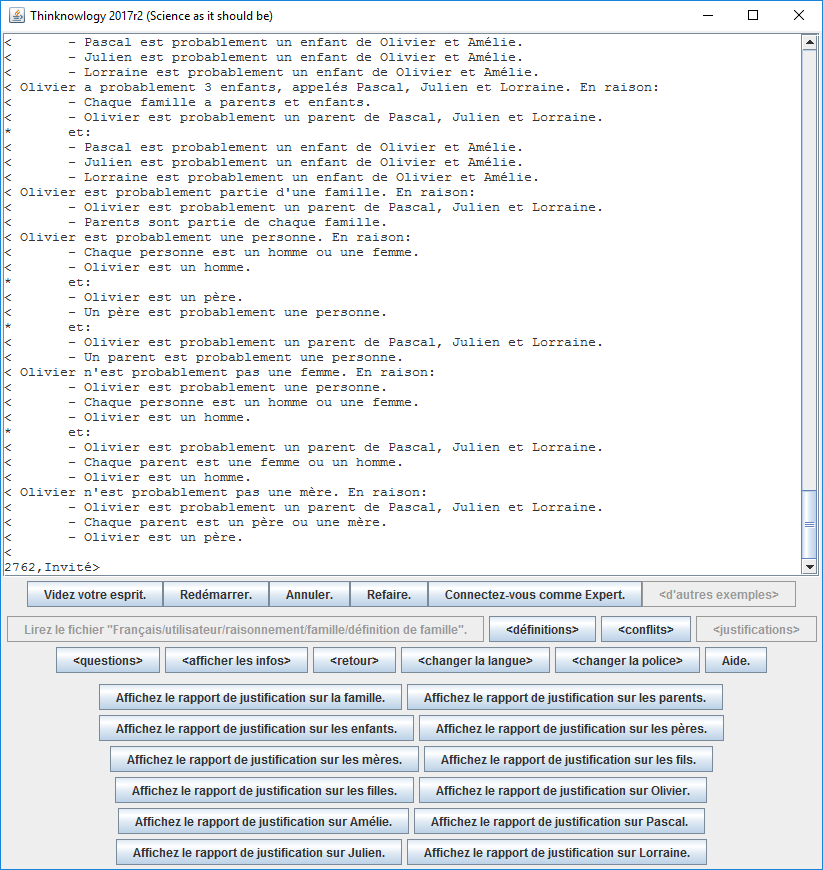 Thinknowlogy 2017r2 (Science as it should be)
<       - Pascal est probablement un enfant de Olivier et Amélie.
<       - Julien est probablement un enfant de Olivier et Amélie.
<       - Lorraine est probablement un enfant de Olivier et Amélie.
< Olivier a probablement 3 enfants, appelés Pascal, Julien et Lorraine. En raison:
<       - Chaque famille a parents et enfants.
<       - Olivier est probablement un parent de Pascal, Julien et Lorraine.
*       et:
<       - Pascal est probablement un enfant de Olivier et Amélie.
<       - Julien est probablement un enfant de Olivier et Amélie.
<       - Lorraine est probablement un enfant de Olivier et Amélie.
< Olivier est probablement partie d'une famille. En raison:
<       - Olivier est probablement un parent de Pascal, Julien et Lorraine.
<       - Parents sont partie de chaque famille.
< Olivier est probablement une personne. En raison:
<       - Chaque personne est un homme ou une femme.
<       - Olivier est un homme.
*       et:
<       - Olivier est un père.
<       - Un père est probablement une personne.
*       et:
<       - Olivier est probablement un parent de Pascal, Julien et Lorraine.
<       - Un parent est probablement une personne.
< Olivier n'est probablement pas une femme. En raison:
<       - Olivier est probablement une personne.
<       - Chaque personne est un homme ou une femme.
<       - Olivier est un homme.
*       et:
<       - Olivier est probablement un parent de Pascal, Julien et Lorraine.
<       - Chaque parent est une femme ou un homme.
<       - Olivier est un homme.
< Olivier n'est probablement pas une mère. En raison:
<       - Olivier est probablement un parent de Pascal, Julien et Lorraine.
<       - Chaque parent est un père ou une mère.
<       - Olivier est un père.
<
2762,Invité>
Videz votre esprit. Redémarrer. Annuler. Refaire. Connectez-vous comme Expert. <d'autres exemples>
Lirez le fichier "Français/utilisateur/raisonnement/famille/définition de famille". <définitions> <conflits> <justifications>
<questions> <afficher les infos> <retour> <changer la langue> <changer la police> Aide.
Affichez le rapport de justification sur la famille. Affichez le rapport de justification sur les parents.
Affichez le rapport de justification sur les enfants. Affichez le rapport de justification sur les pères.
Affichez le rapport de justification sur les mères. Affichez le rapport de justification sur les fils.
Affichez le rapport de justification sur les filles. Affichez le rapport de justification sur Olivier.
Affichez le rapport de justification sur Amélie. Affichez le rapport de justification sur Pascal.
Affichez le rapport de justification sur Julien. Affichez le rapport de justification sur Lorraine.